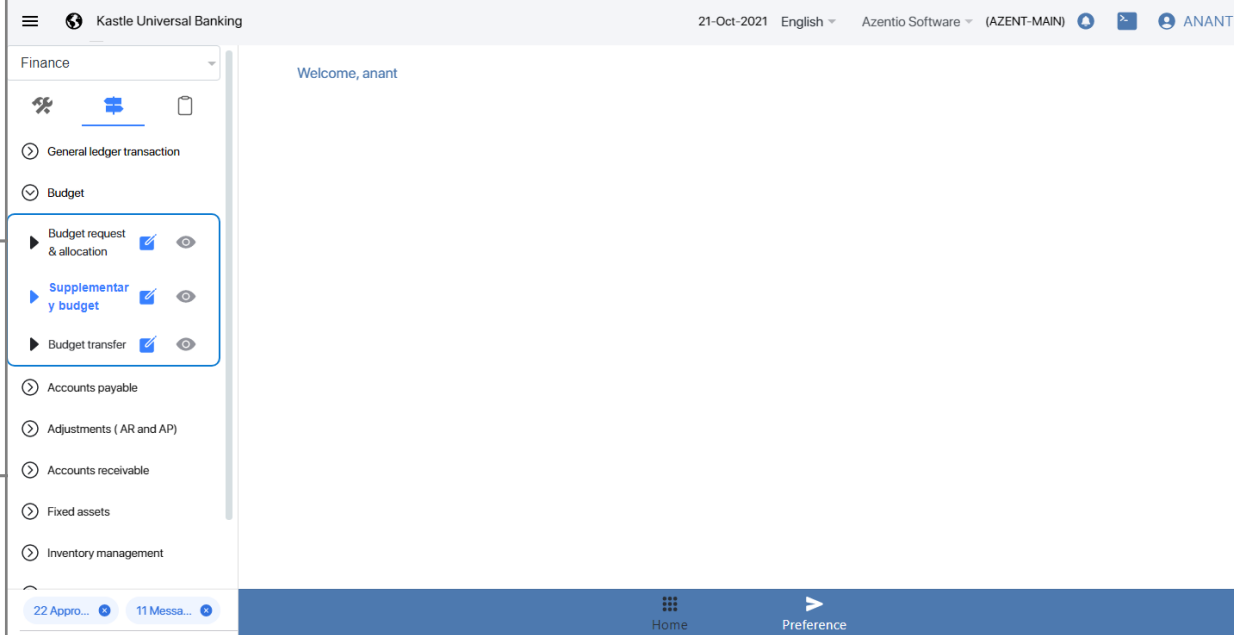 Kastle Universal Banking
21-Oct-2021 English Azentio Software (AZENT-MAIN) ANANT
Finance
Welcome, anant
General ledger transaction
Budget
Budget request
& allocation
Supplementar
y budget
Budget transfer
Accounts payable
Adjustments ( AR and AP)
Accounts receivable
Fixed assets
Inventory management
22 Appro... 11 Messa...
Home Preference